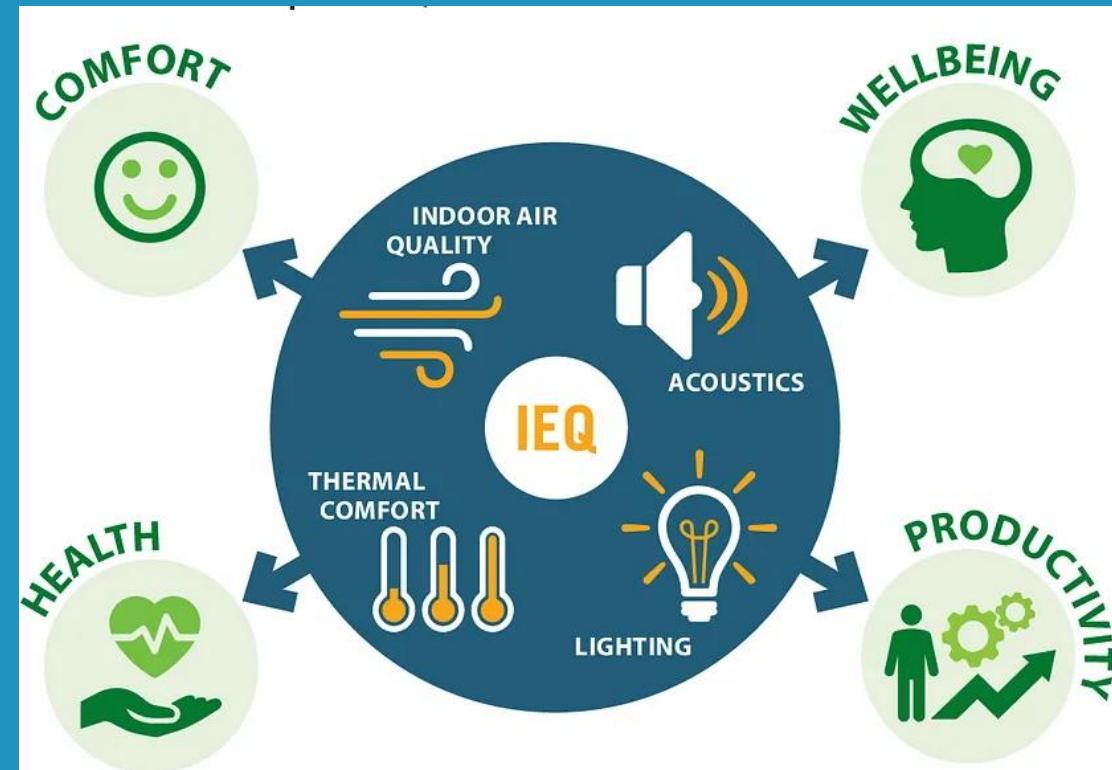 COMFORT
WELLBEING
INDOOR AIR
QUALITY
ACOUSTICS
IEQ
THERMAL
COMFORT
LIGHTING
HEALTH
PRODUCTIVITY